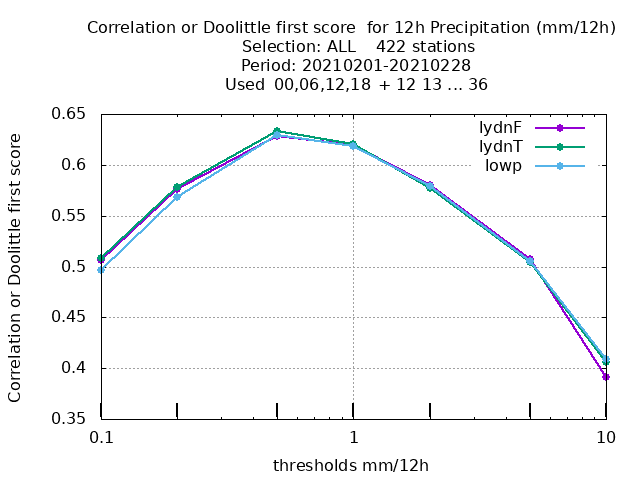 Correlation or Doolittle first score  for 12h Precipitation (mm/12h)
Selection: ALL    422 stations
Period: 20210201-20210228
Used  00,06,12,18  + 12 13 ... 36
lydnF
lydnT
lowp
Correlation or Doolittle first score
0.65
0.6
0.55
0.5
0.45
0.4
0.35
0.1
1
10
thresholds mm/12h